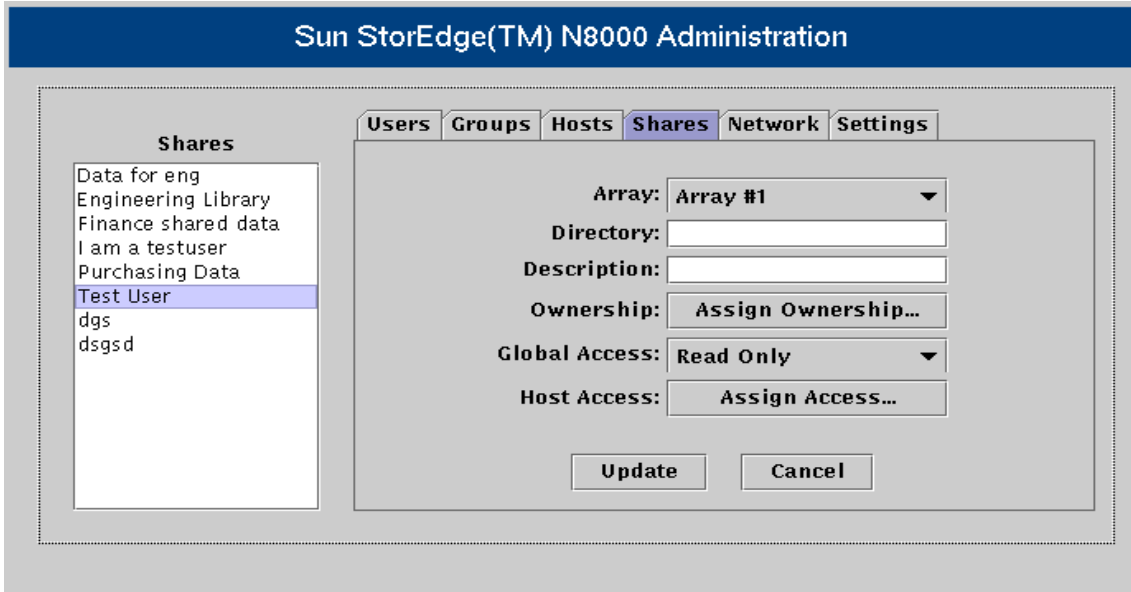 Sun StorEdge(TM) N8000 Administration
Shares
Data for eng
Engineering Library
Finance shared data
I am a testuser
Purchasing Data
Test User
dgs
dsgsd
Users Groups Hosts Shares Network Settings
Array: Array #1
Directory:
Description:
Ownership: Assign Ownership...
Global Access: Read Only
Host Access: Assign Access...
Update Cancel